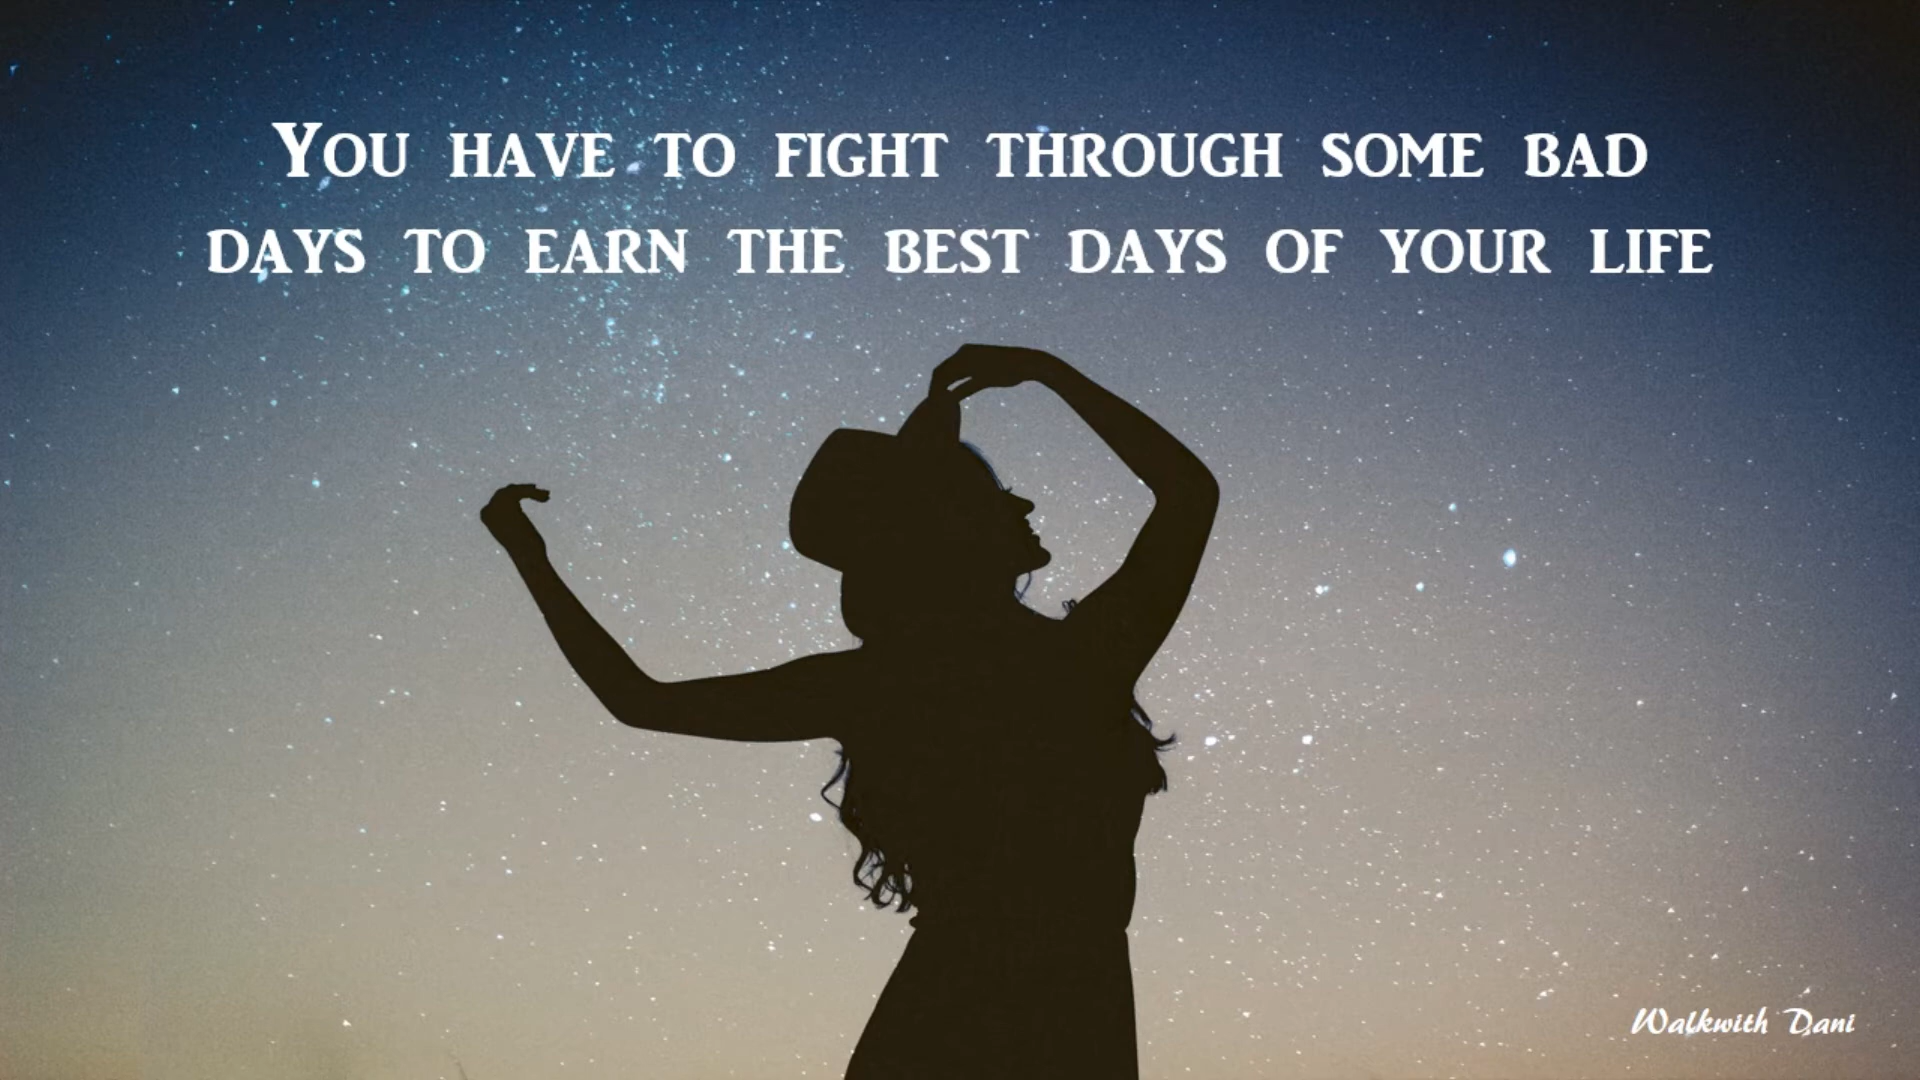 You have to fight through some bad
days to earn the best days of your life
Walkwith Dani